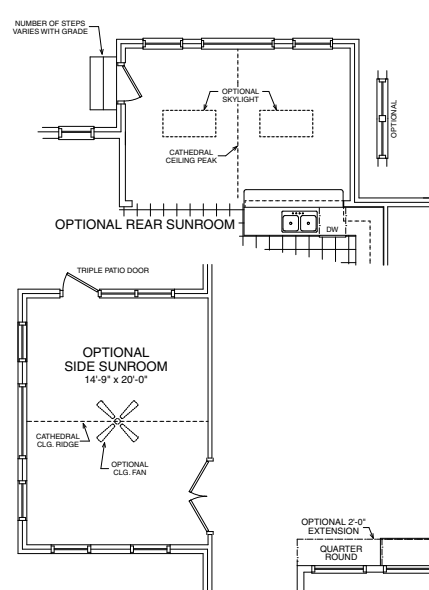 NUMBER OF STEPS
VARIES WITH GRADE
OPTIONAL
SKYLIGHT
OPTIONAL
CATHEDRAL
CEILING PEAK
OPTIONAL REAR SUNROOM
DW
TRIPLE PATIO DOOR
OPTIONAL
SIDE SUNROOM
14'-9" x 20'-0"
CATHEDRAL
CLG. RIDGE
OPTIONAL
CLG. FAN
OPTIONAL 2'-0"
EXTENSION
QUARTER
ROUND